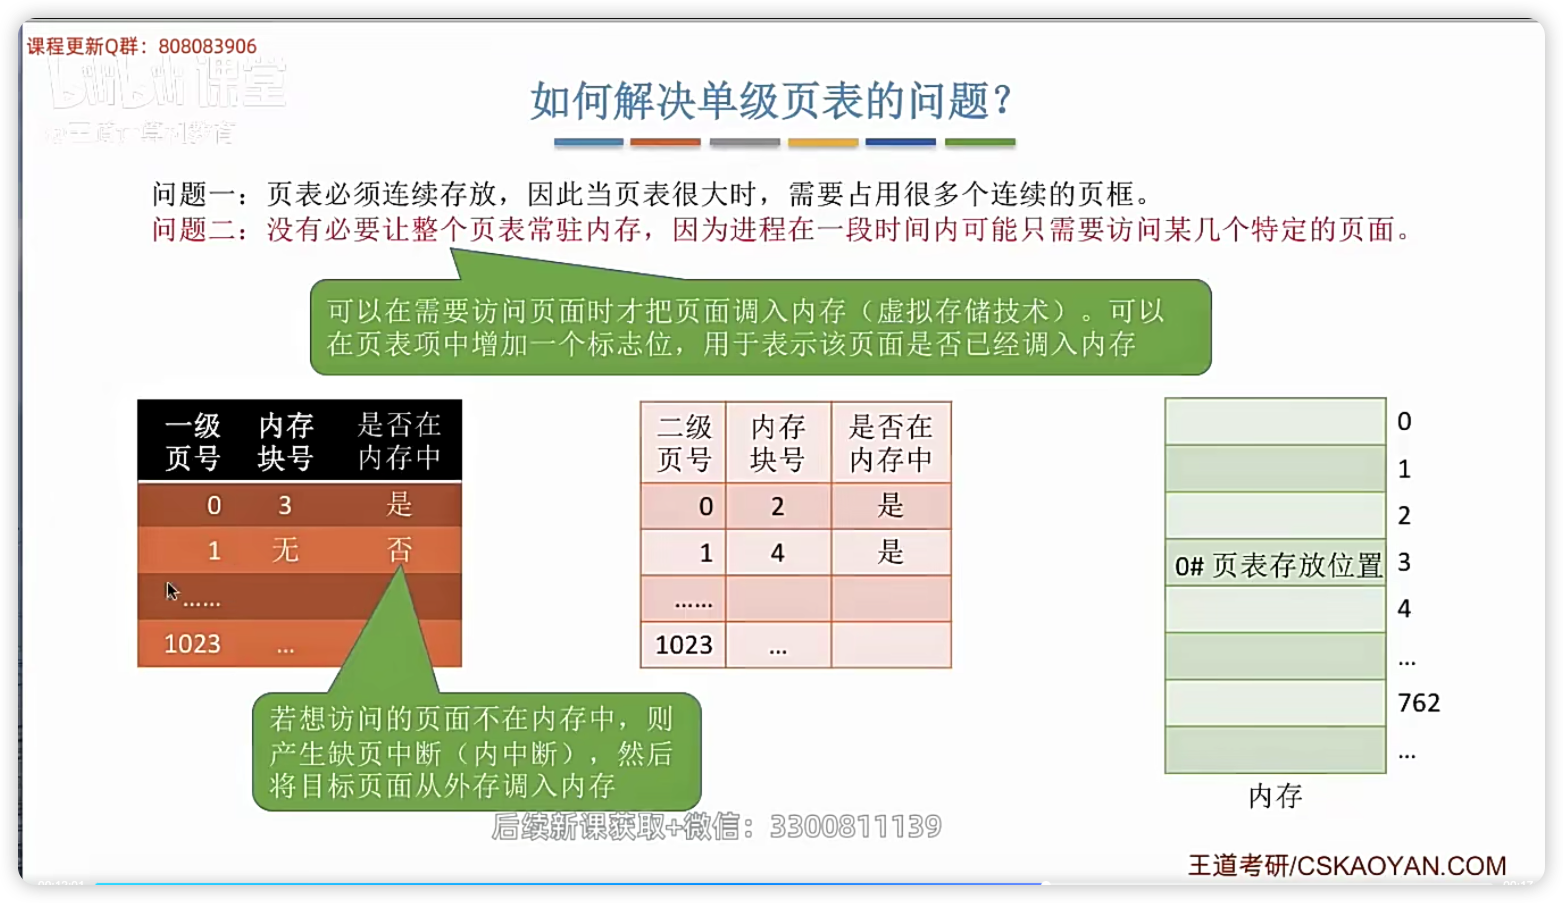 课程更新Q群：808083906
bilibili课堂
如何解决单级页表的问题？
问题一：页表必须连续存放，因此当页表很大时，需要占用很多个连续的页框。
问题二：没有必要让整个页表常驻内存，因为进程在一段时间内可能只需要访问某几个特定的页面。
可以在需要访问页面时才把页面调入内存（虚拟存储技术）。可以
在页表项中增加一个标志位，用于表示该页面是否已经调入内存
一级 内存 是否在
页号 块号 内存中
0 3 是
1 无 否
……
1023 ...
二级 内存 是否在
页号 块号 内存中
0 2 是
1 4 是
……
1023 ...
0
1
2
0# 页表存放位置 3
4
...
762
...
内存
若想访问的页面不在内存中，则
产生缺页中断（内中断），然后
将目标页面从外存调入内存
后续新课获取+微信：3300811139
王道考研/CSKAOYAN.COM